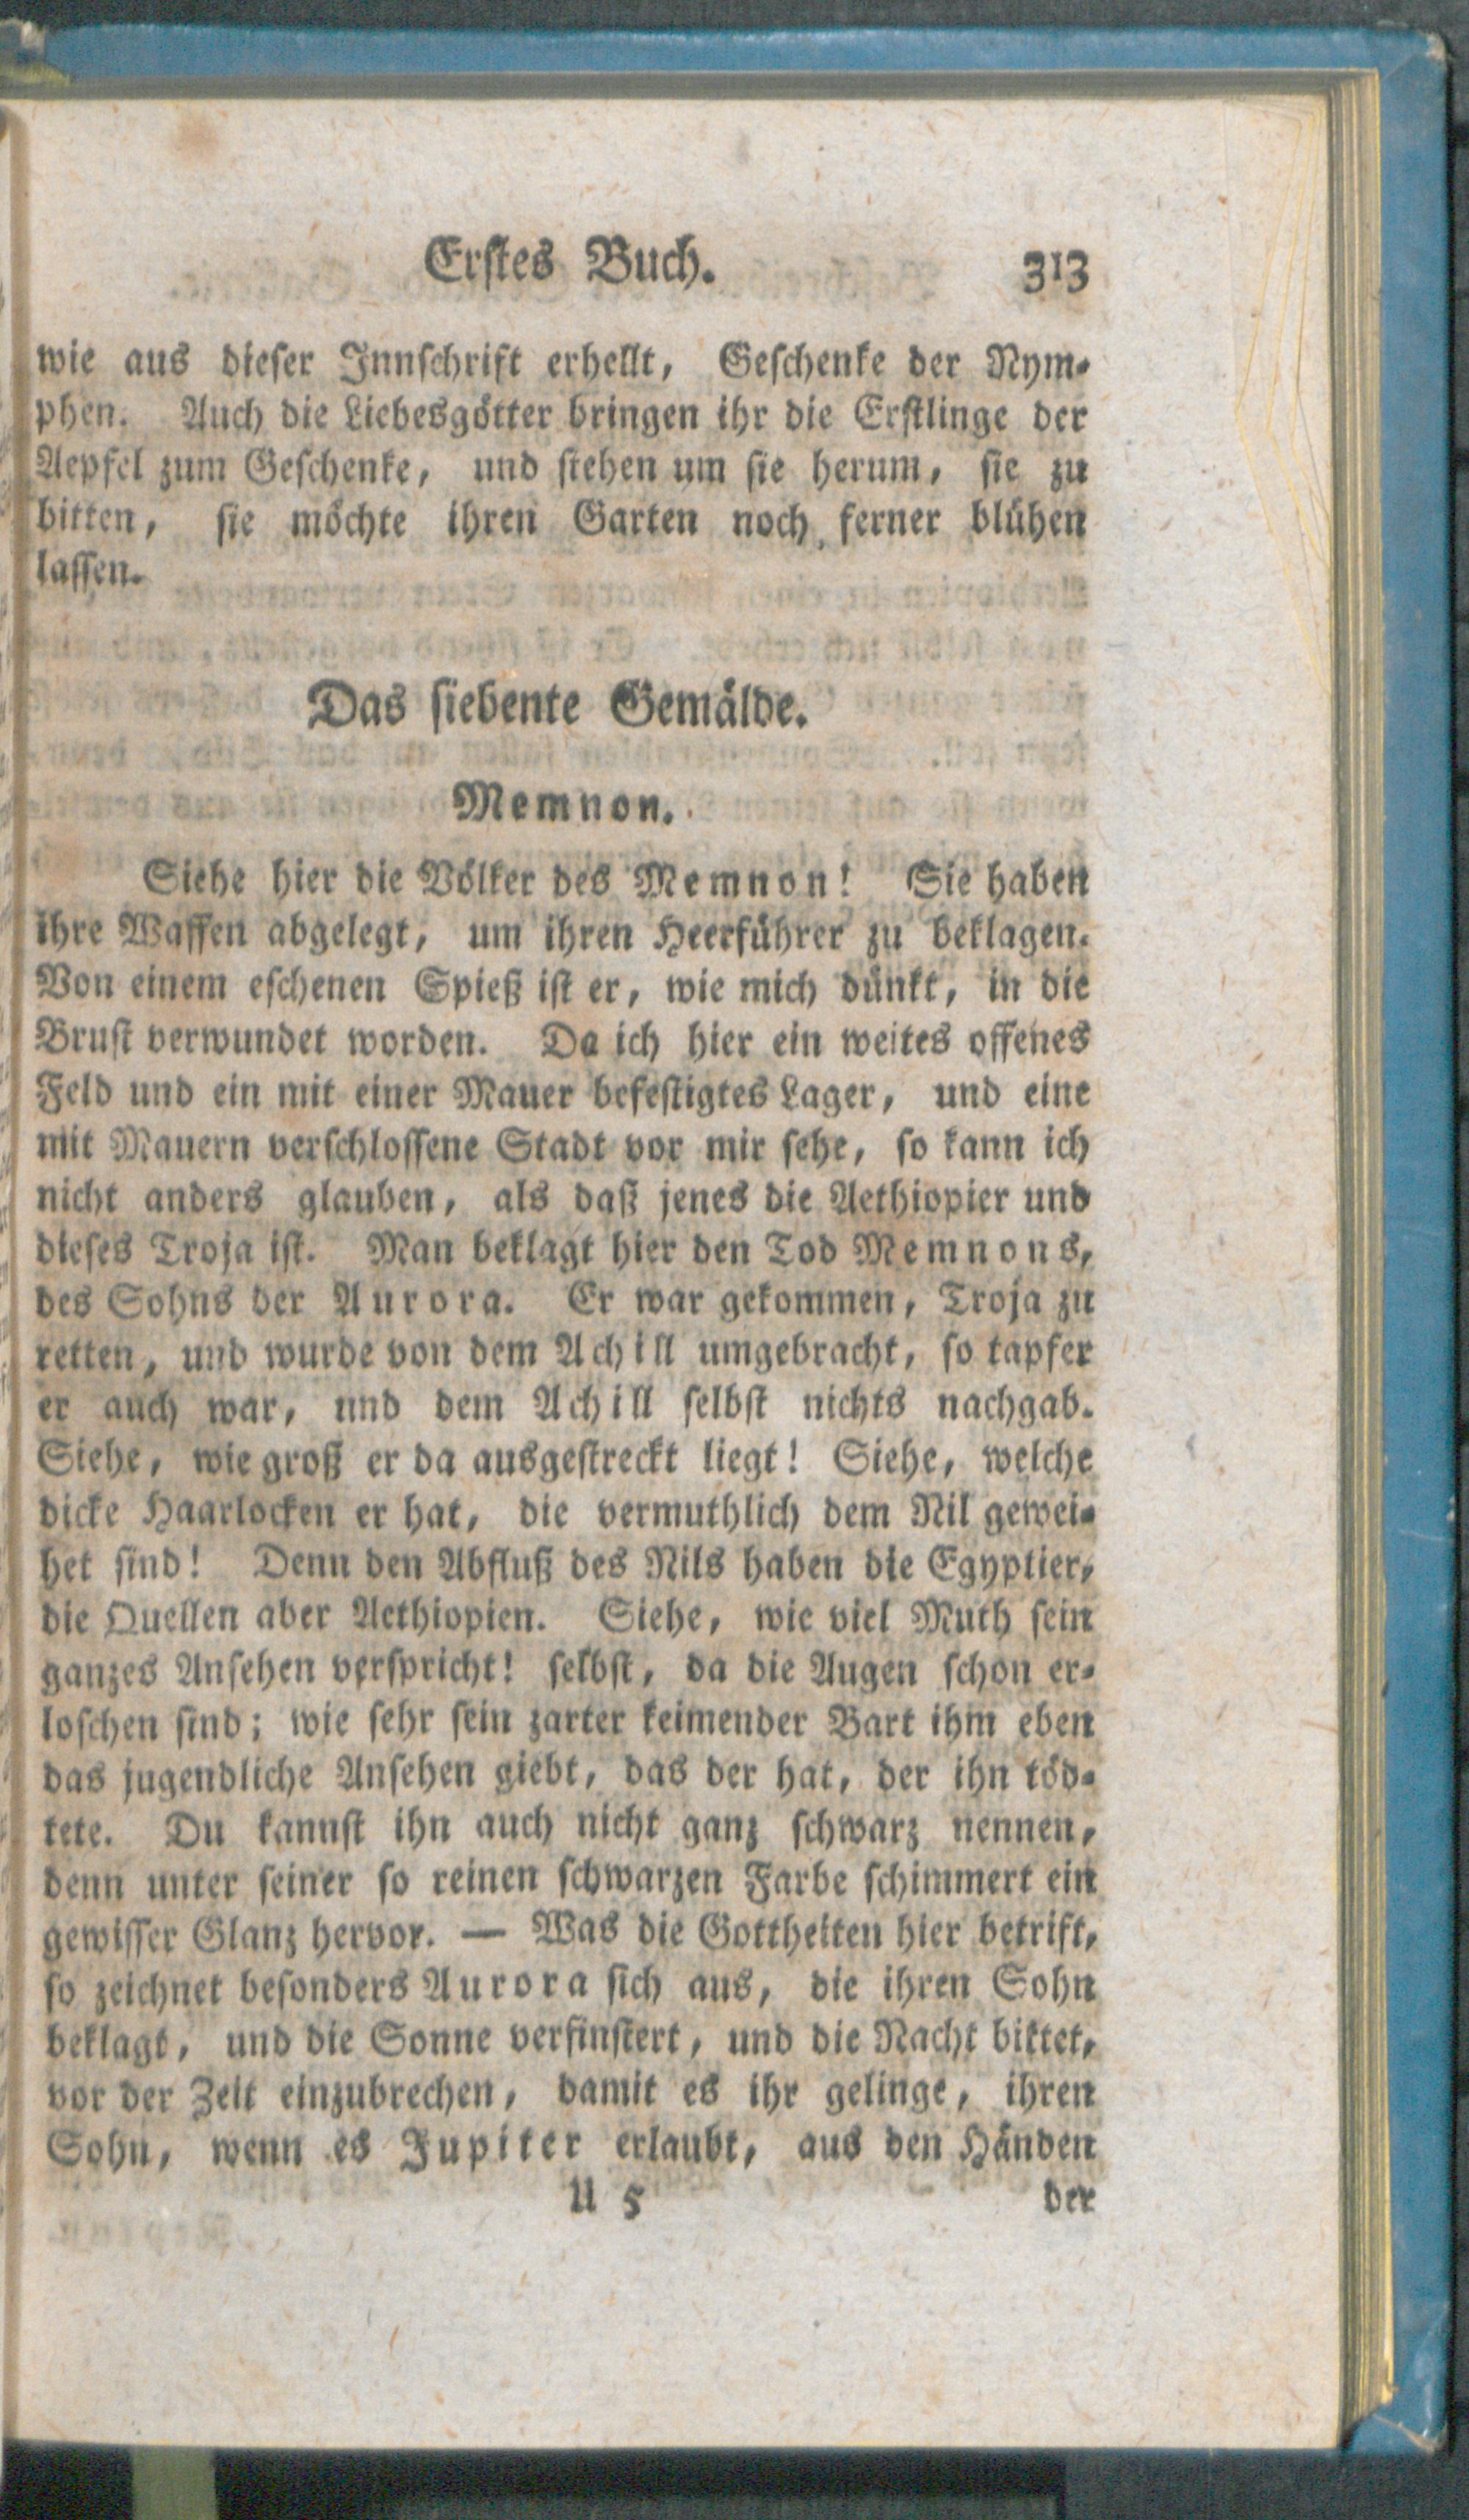 Erstes Buch. 313
wie aus dieser Innschrift erhellt, Geschenke der Nym-
phen. Auch die Liebesgötter bringen ihr die Erstlinge der
Aepfel zum Geschenke, und stehen um sie herum, sie zu
bitten, sie möchte ihren Garten noch ferner blühen
lassen.
Das siebente Gemälde.
Memnon.
Siehe hier die Völker des Memnon! Sie haben
ihre Waffen abgelegt, um ihren Heerführer zu beklagen.
Von einem eschenen Spieß ist er, wie mich dünkt, in die
Brust verwundet worden. Da ich hier ein weites offenes
Feld und ein mit einer Mauer befestigtes Lager, und eine
mit Mauern verschlossene Stadt vor mir sehe, so kann ich
nicht anders glauben, als daß jenes die Aethiopier und
dieses Troja ist. Man beklagt hier den Tod Memnons,
des Sohns der Aurora. Er war gekommen, Troja zu
retten, und wurde von dem Achill umgebracht, so tapfer
er auch war, und dem Achill selbst nichts nachgab.
Siehe, wie groß er da ausgestreckt liegt! Siehe, welche
dicke Haarlocken er hat, die vermuthlich dem Nil gewei-
het sind! Denn den Abfluß des Nils haben die Egyptier,
die Quellen aber Aethiopien. Siehe, wie viel Muth sein
ganzes Ansehen verspricht! selbst, da die Augen schon er-
loschen sind; wie sehr sein zarter keimender Bart ihm eben
das jugendliche Ansehen giebt, das der hat, der ihn töd-
tete. Du kannst ihn auch nicht ganz schwarz nennen,
denn unter seiner so reinen schwarzen Farbe schimmert ein
gewisser Glanz hervor. — Was die Gottheiten hier betrift,
so zeichnet besonders Aurora sich aus, die ihren Sohn
beklagt, und die Sonne verfinstert, und die Nacht bittet,
vor der Zeit einzubrechen, damit es ihr gelinge, ihren
Sohn, wenn es Jupiter erlaubt, aus den Händen
U 5 der